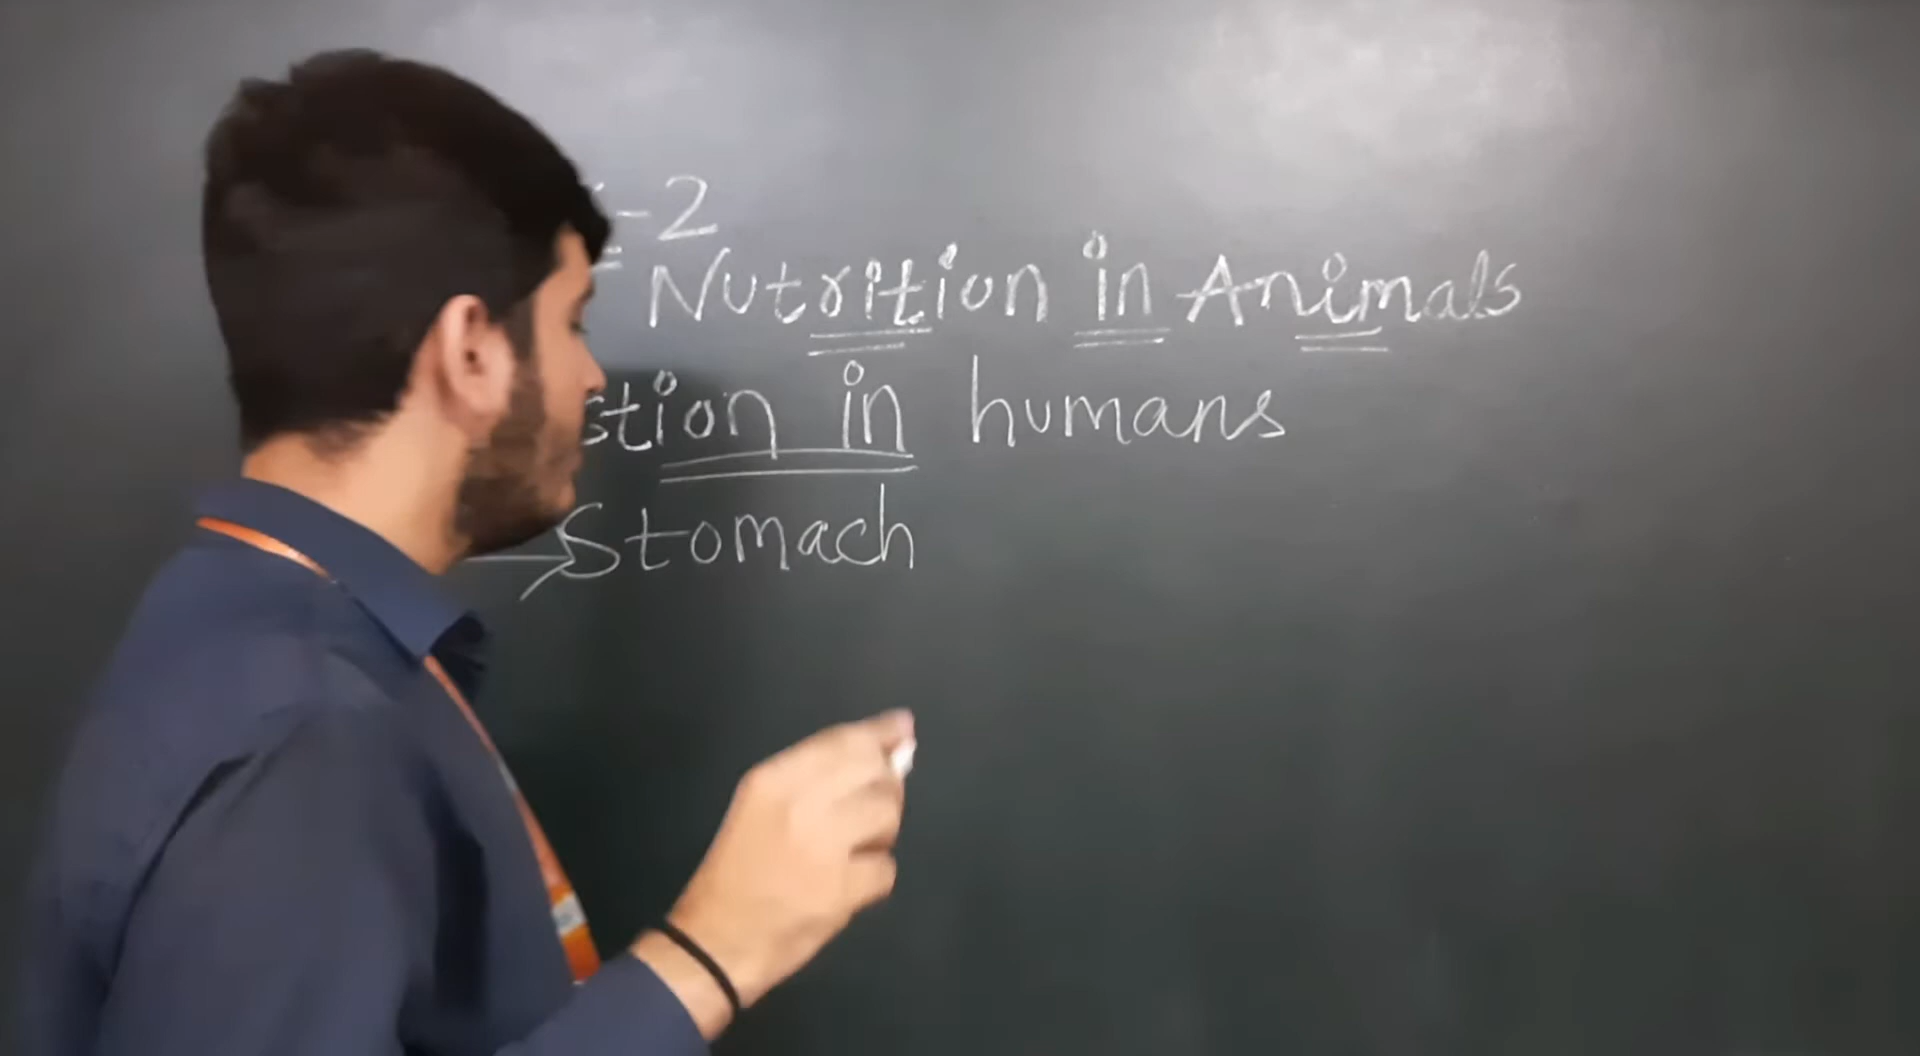 -2
Nutrition in Animals
stion in humans
→Stomach